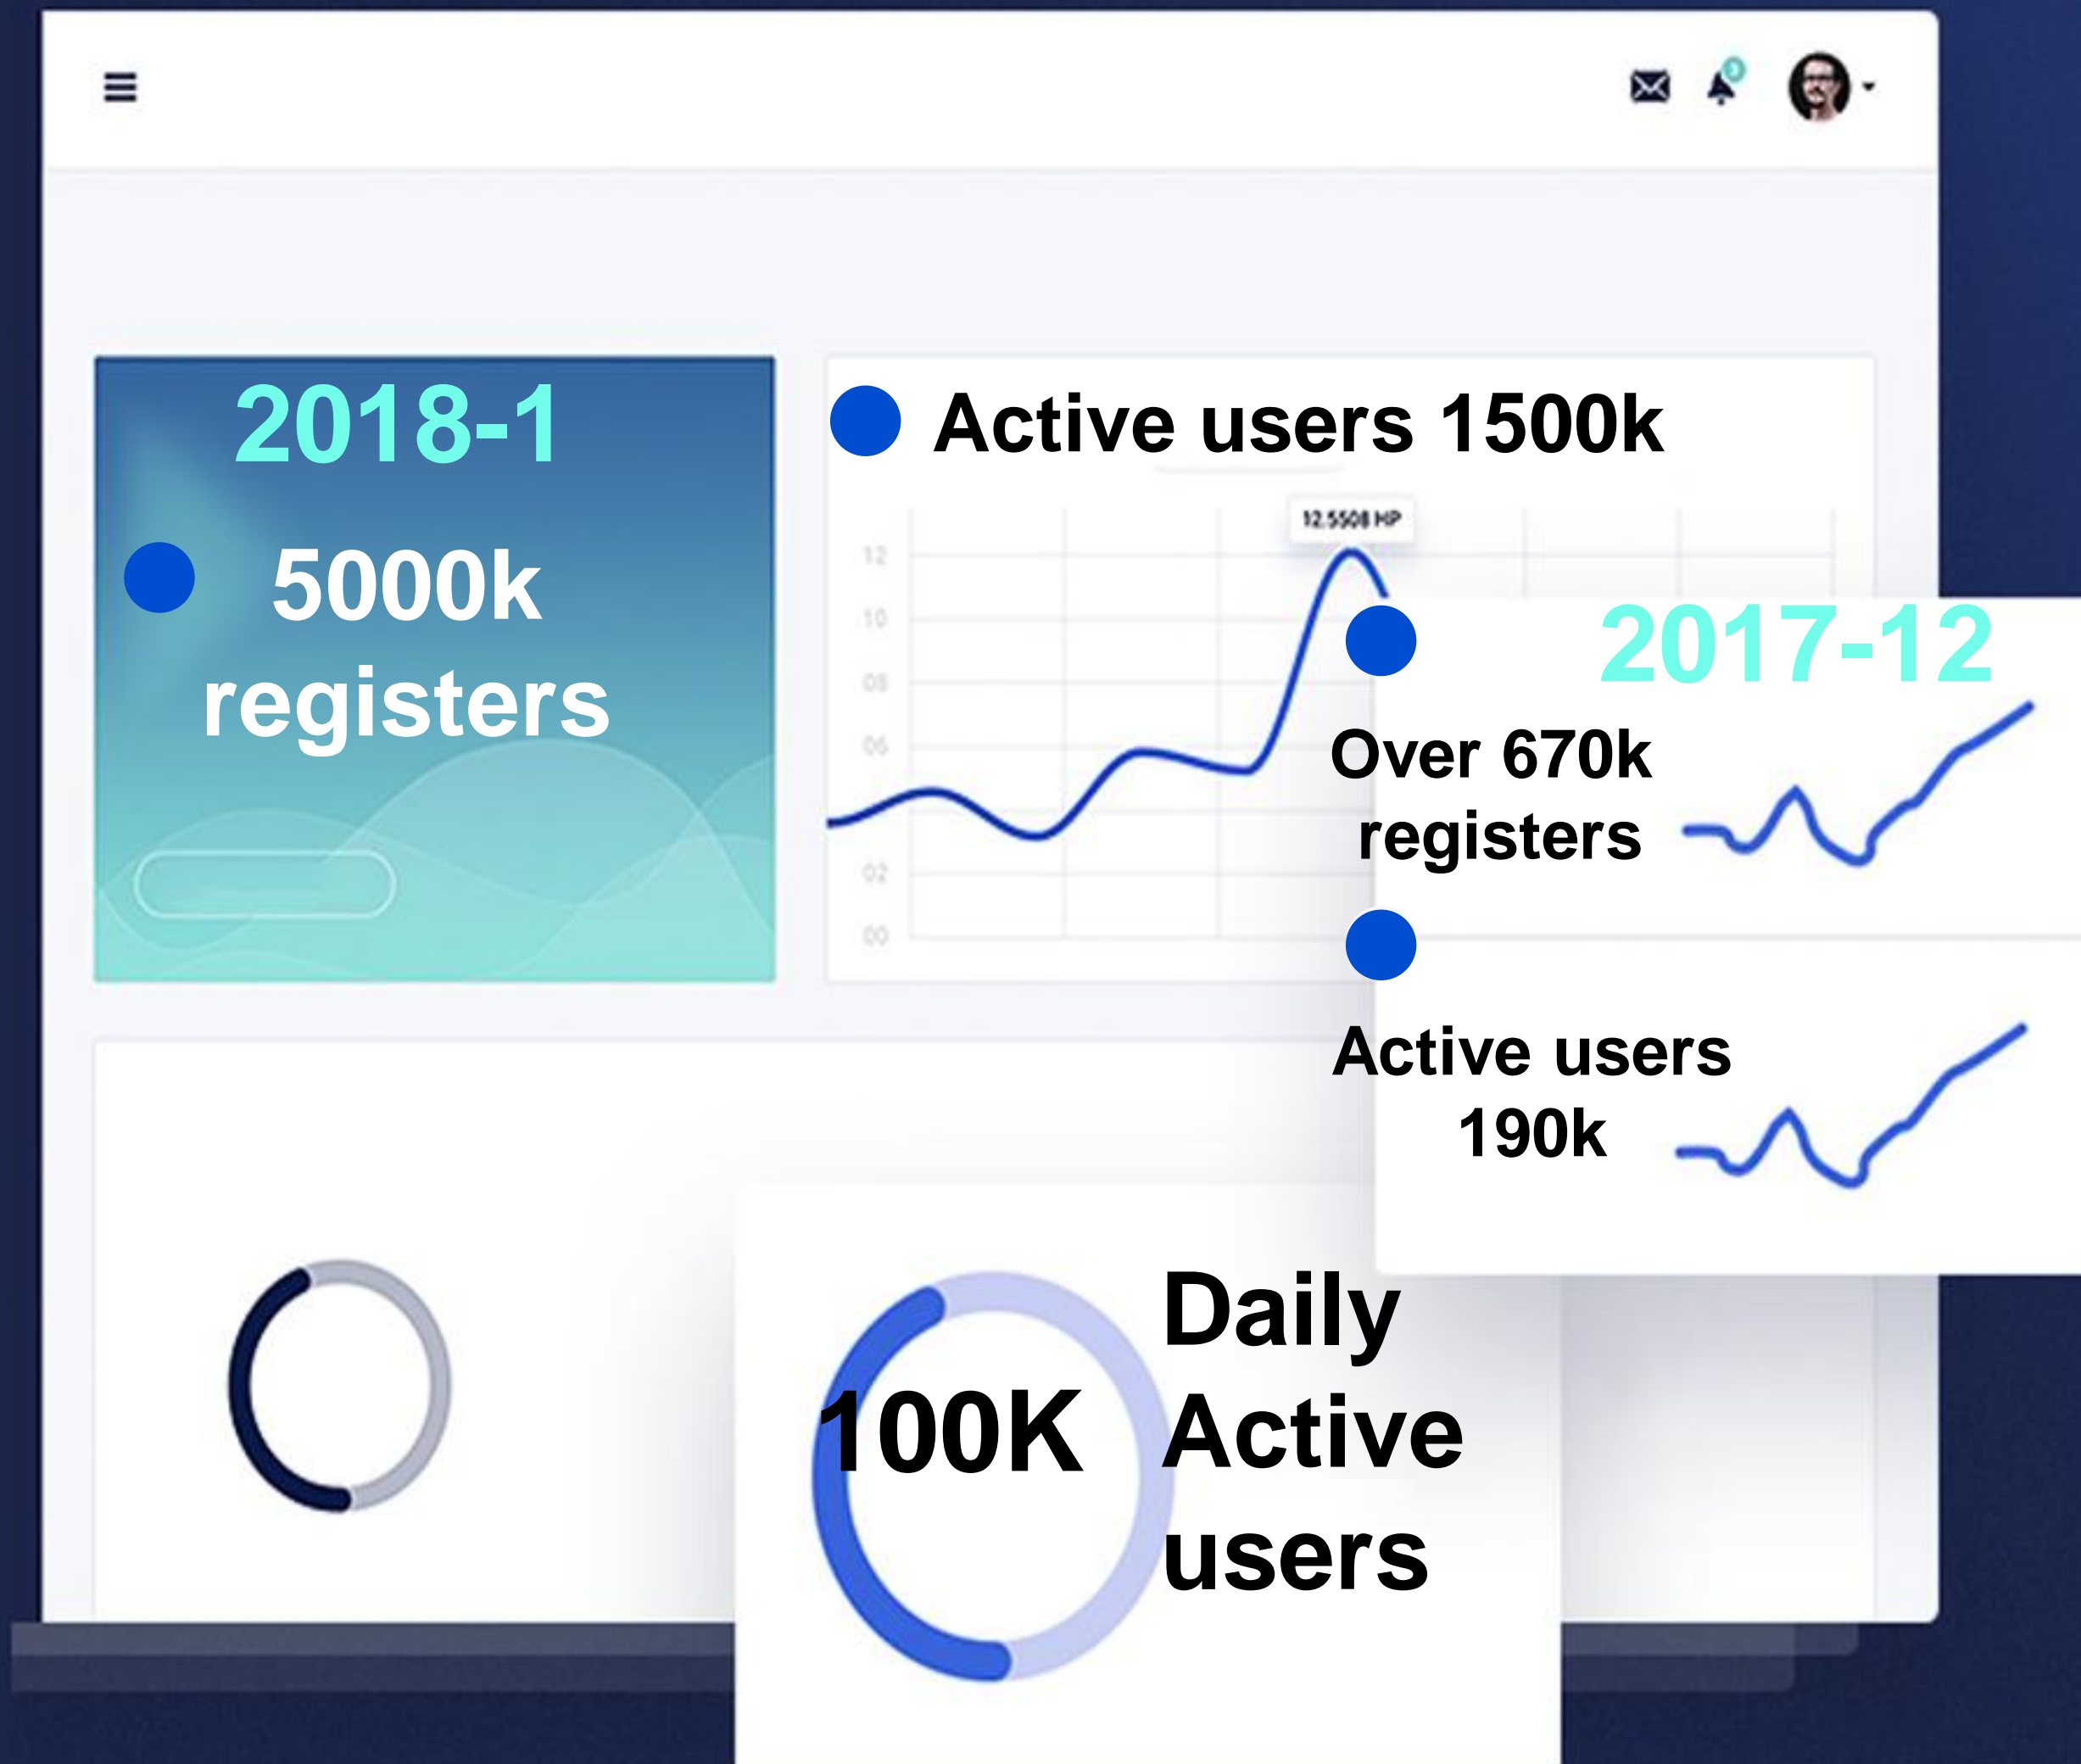 2018-1
5000k
registers
Active users 1500k
12.5508 HP
12
10
08
06
02
00
2017-12
Over 670k
registers
Active users
190k
100K
Daily
Active
users